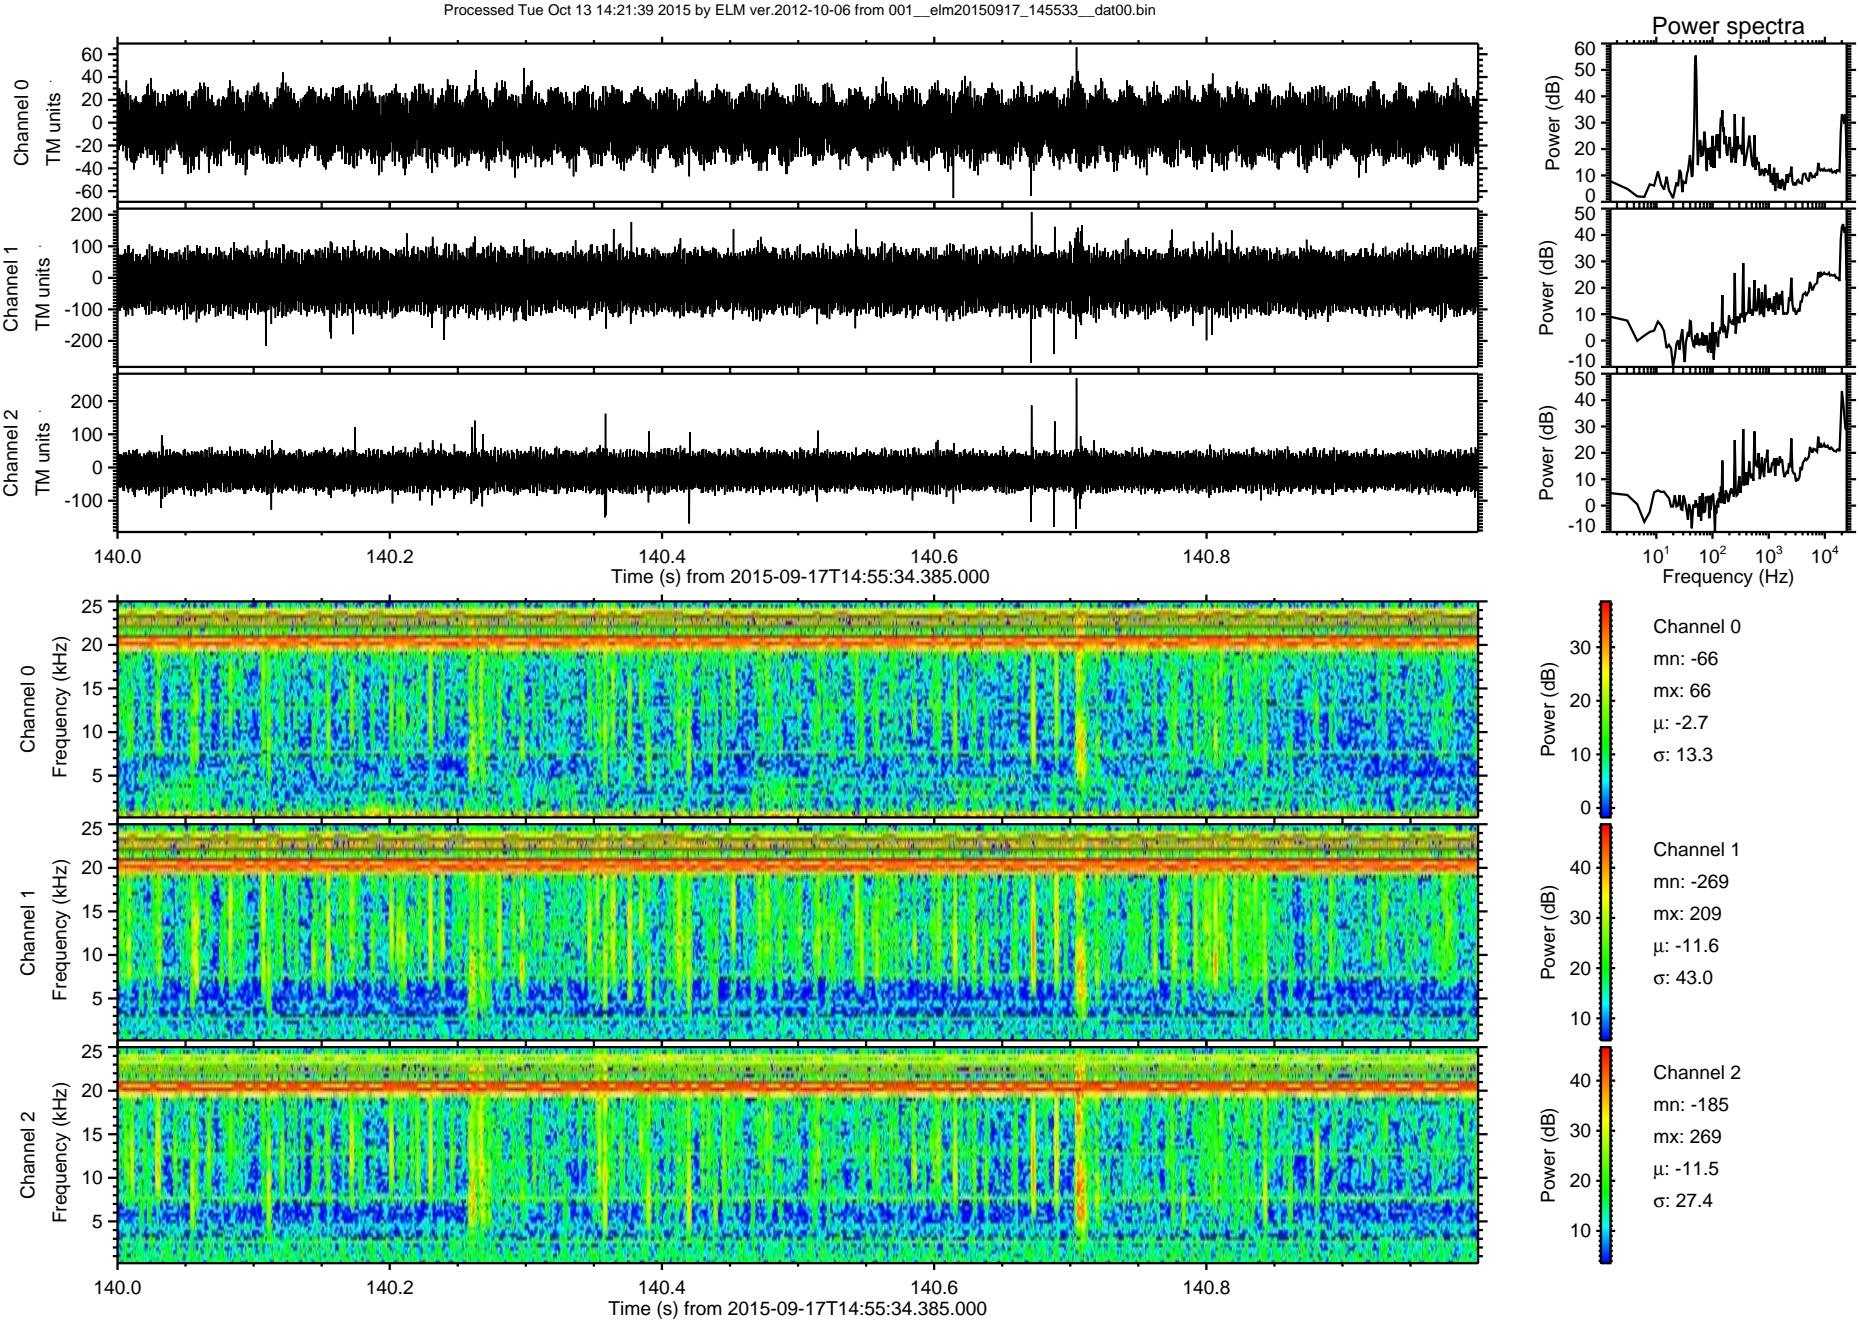 Processed Tue Oct 13 14:21:39 2015 by ELM ver.2012-10-06 from 001__elm20150917_145533__dat00.bin
Power spectra
Channel 0
TM units
60
40
20
0
-20
-40
-60
Power (dB)
60
50
40
30
20
10
0
Channel 1
TM units
200
100
0
-100
-200
Power (dB)
50
40
30
20
10
0
-10
Channel 2
TM units
200
100
0
-100
Power (dB)
50
40
30
20
10
0
-10
140.0 140.2 140.4 140.6 140.8
Time (s) from 2015-09-17T14:55:34.385.000
10^1 10^2 10^3 10^4
Frequency (Hz)
Channel 0
Frequency (kHz)
25
20
15
10
5
Power (dB)
30
20
10
0
Channel 0
mn: -66
mx: 66
µ: -2.7
σ: 13.3
Channel 1
Frequency (kHz)
25
20
15
10
5
Power (dB)
40
30
20
10
Channel 1
mn: -269
mx: 209
µ: -11.6
σ: 43.0
Channel 2
Frequency (kHz)
25
20
15
10
5
Power (dB)
40
30
20
10
Channel 2
mn: -185
mx: 269
µ: -11.5
σ: 27.4
140.0 140.2 140.4 140.6 140.8
Time (s) from 2015-09-17T14:55:34.385.000